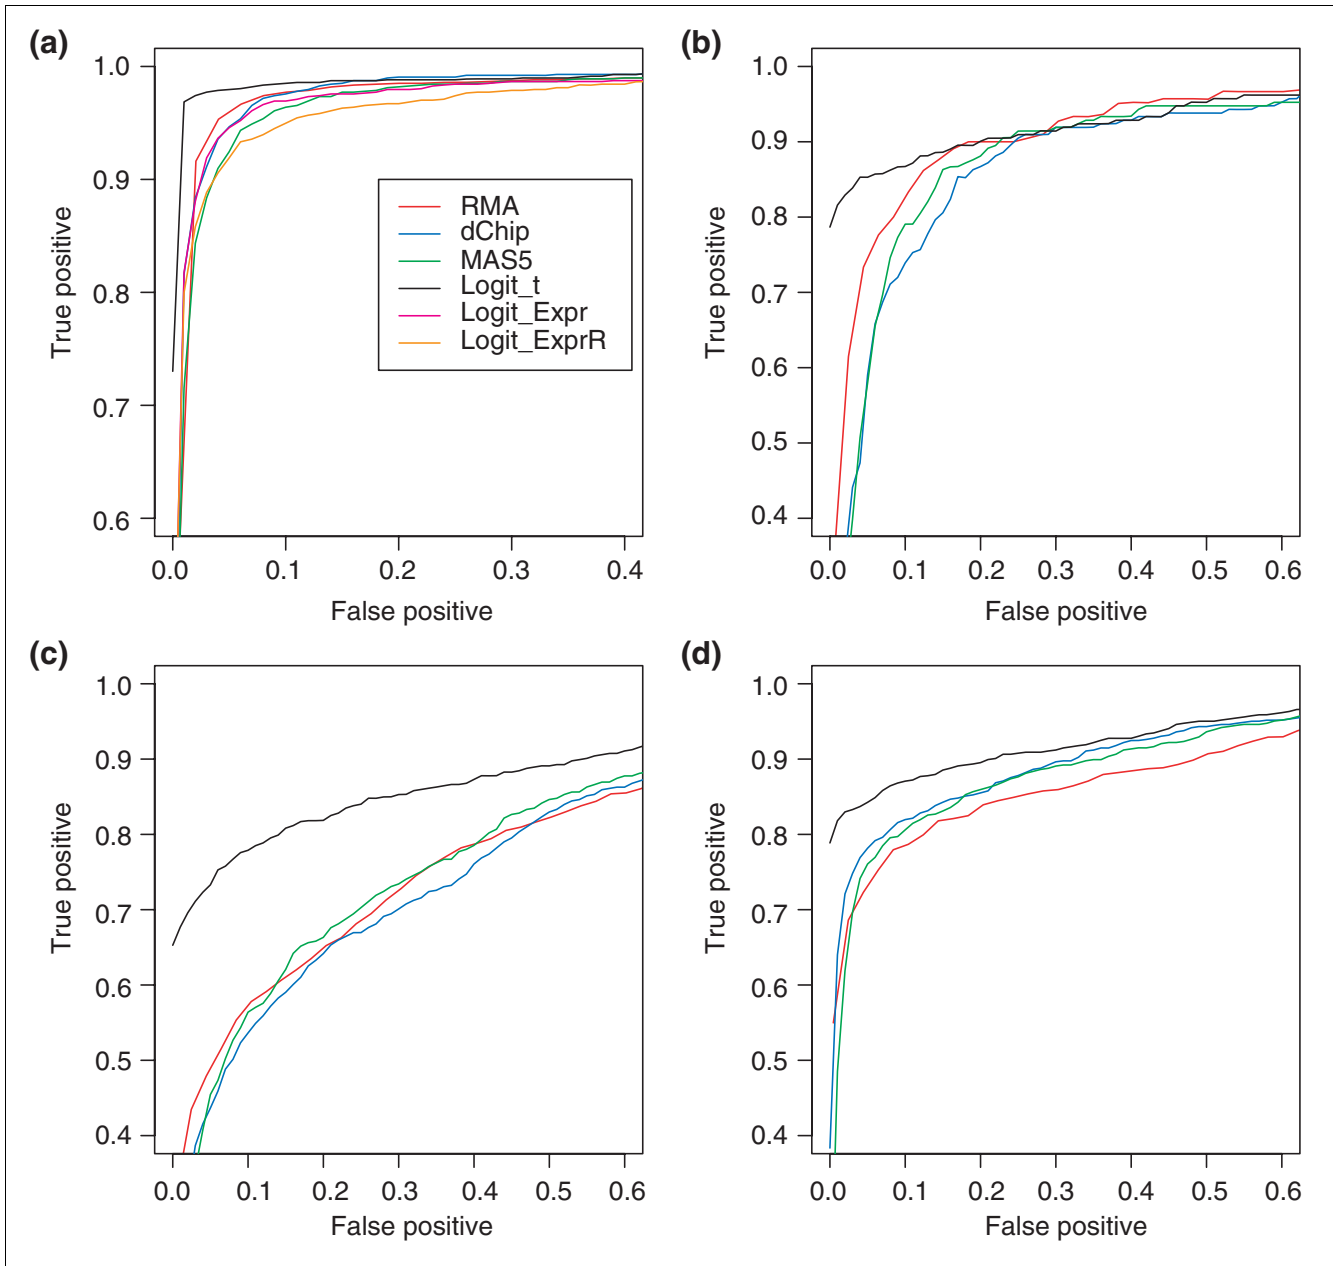 (a)
1.0
0.9
0.8
0.7
0.6
True positive
RMA
dChip
MAS5
Logit_t
Logit_Expr
Logit_ExprR
0.0 0.1 0.2 0.3 0.4
False positive
(b)
1.0
0.9
0.8
0.7
0.6
0.5
0.4
True positive
0.0 0.1 0.2 0.3 0.4 0.5 0.6
False positive
(c)
1.0
0.9
0.8
0.7
0.6
0.5
0.4
True positive
0.0 0.1 0.2 0.3 0.4 0.5 0.6
False positive
(d)
1.0
0.9
0.8
0.7
0.6
0.5
0.4
True positive
0.0 0.1 0.2 0.3 0.4 0.5 0.6
False positive